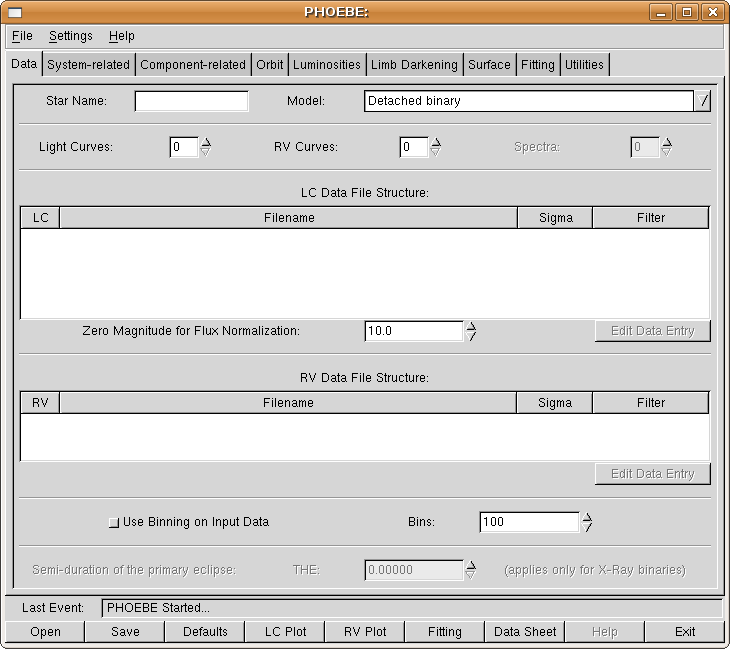 PHOEBE:
File Settings Help
Data System-related Component-related Orbit Luminosities Limb Darkening Surface Fitting Utilities
Star Name: Model: Detached binary
Light Curves: 0 RV Curves: 0 Spectra: 0
LC Data File Structure:
LC Filename Sigma Filter
Zero Magnitude for Flux Normalization: 10.0 Edit Data Entry
RV Data File Structure:
RV Filename Sigma Filter
Edit Data Entry
Use Binning on Input Data Bins: 100
Semi-duration of the primary eclipse: THE: 0.00000 (applies only for X-Ray binaries)
Last Event: PHOEBE Started...
Open Save Defaults LC Plot RV Plot Fitting Data Sheet Help Exit